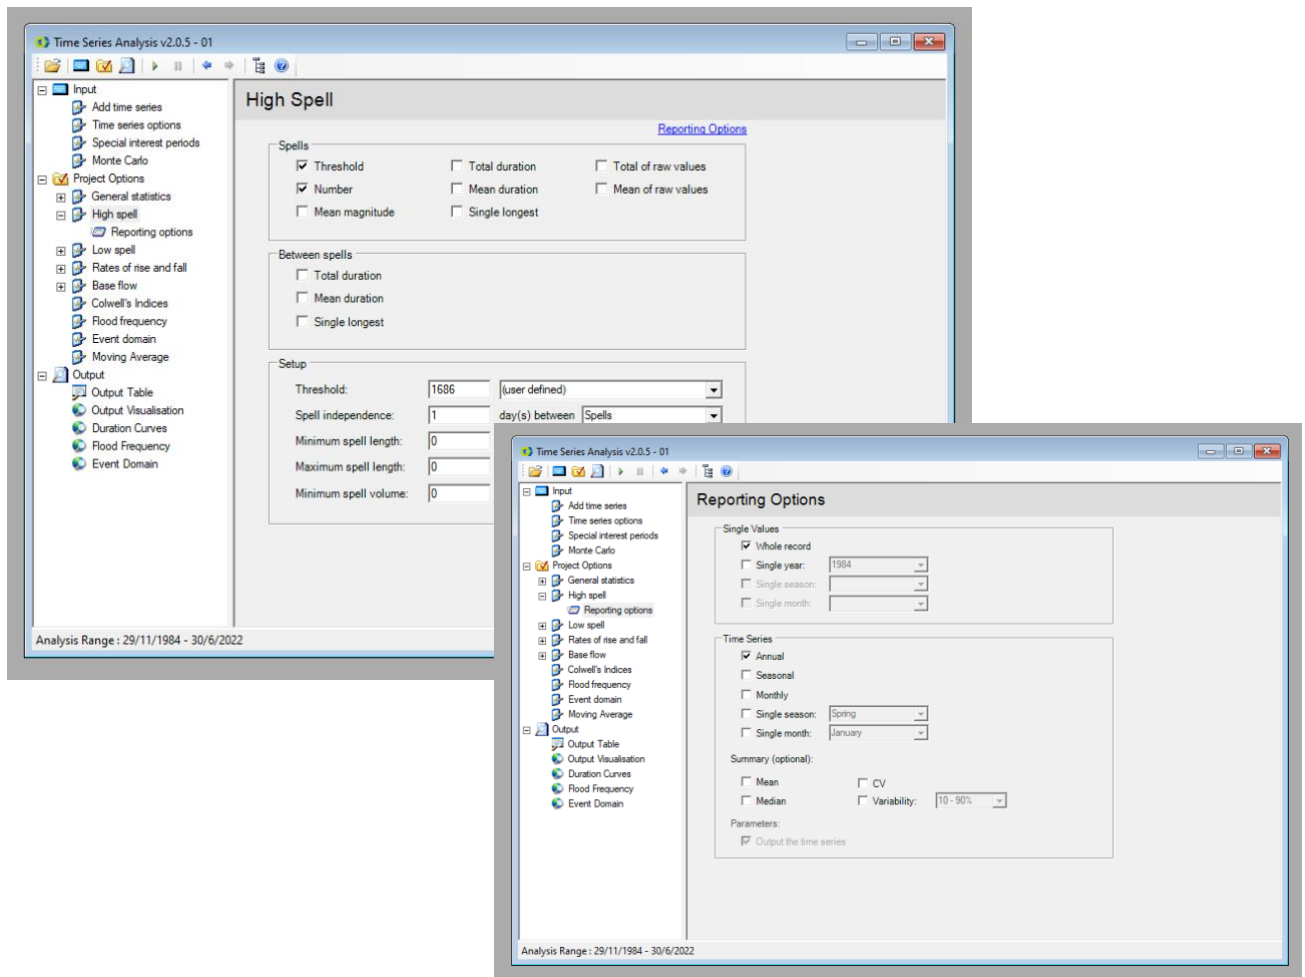 Time Series Analysis v2.0.5 - 01
Input
Add time series
Time series options
Special interest periods
Monte Carlo
Project Options
General statistics
High spell
Reporting options
Low spell
Rates of rise and fall
Base flow
Colwell's Indices
Flood frequency
Event domain
Moving Average
Output
Output Table
Output Visualisation
Duration Curves
Flood Frequency
Event Domain
High Spell
Reporting Options
Spells
Threshold Total duration Total of raw values
Number Mean duration Mean of raw values
Mean magnitude Single longest
Between spells
Total duration
Mean duration
Single longest
Setup
Threshold: 1686 (user defined)
Spell independence: 1 day(s) between Spells
Minimum spell length: 0
Maximum spell length: 0
Minimum spell volume: 0
Analysis Range : 29/11/1984 - 30/6/2022
Time Series Analysis v2.0.5 - 01
Input
Add time series
Time series options
Special interest periods
Monte Carlo
Project Options
General statistics
High spell
Reporting options
Low spell
Rates of rise and fall
Base flow
Colwell's Indices
Flood frequency
Event domain
Moving Average
Output
Output Table
Output Visualisation
Duration Curves
Flood Frequency
Event Domain
Reporting Options
Single Values
Whole record
Single year: 1984
Single season:
Single month:
Time Series
Annual
Seasonal
Monthly
Single season: Spring
Single month: January
Summary (optional):
Mean CV
Median Variability: 10 - 90%
Parameters:
Output the time series
Analysis Range : 29/11/1984 - 30/6/2022